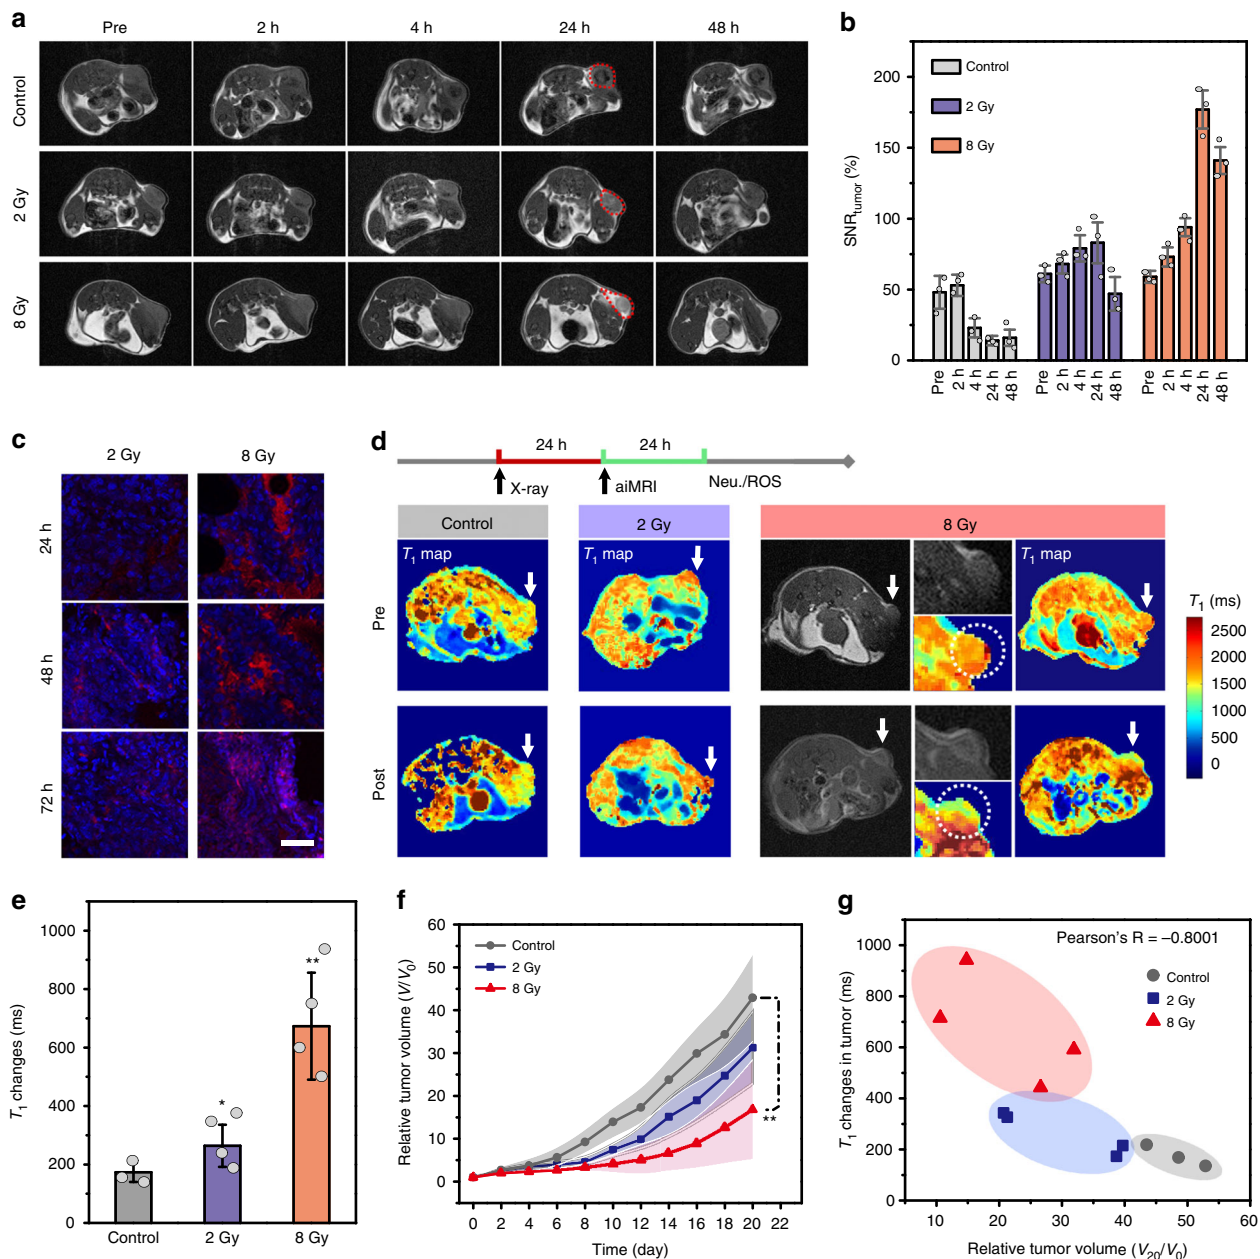 a
Pre
2 h
4 h
24 h
48 h
Control
2 Gy
8 Gy
b
SNRtumor (%)
200
150
100
50
0
Control
2 Gy
8 Gy
Pre
2 h
4 h
24 h
48 h
Pre
2 h
4 h
24 h
48 h
Pre
2 h
4 h
24 h
48 h
c
2 Gy
8 Gy
24 h
48 h
72 h
d
24 h
24 h
X-ray
aiMRI
Neu./ROS
Control
2 Gy
8 Gy
T1 map
T1 map
T1 map
Pre
Post
T1 (ms)
2500
2000
1500
1000
500
0
e
T1 changes (ms)
1000
800
600
400
200
0
*
**
Control
2 Gy
8 Gy
f
Relative tumor volume (V/V0)
60
50
40
30
20
10
0
Control
2 Gy
8 Gy
**
0 2 4 6 8 10 12 14 16 18 20 22
Time (day)
g
T1 changes in tumor (ms)
1000
800
600
400
200
0
Pearson's R = –0.8001
Control
2 Gy
8 Gy
10 20 30 40 50 60
Relative tumor volume (V20/V0)